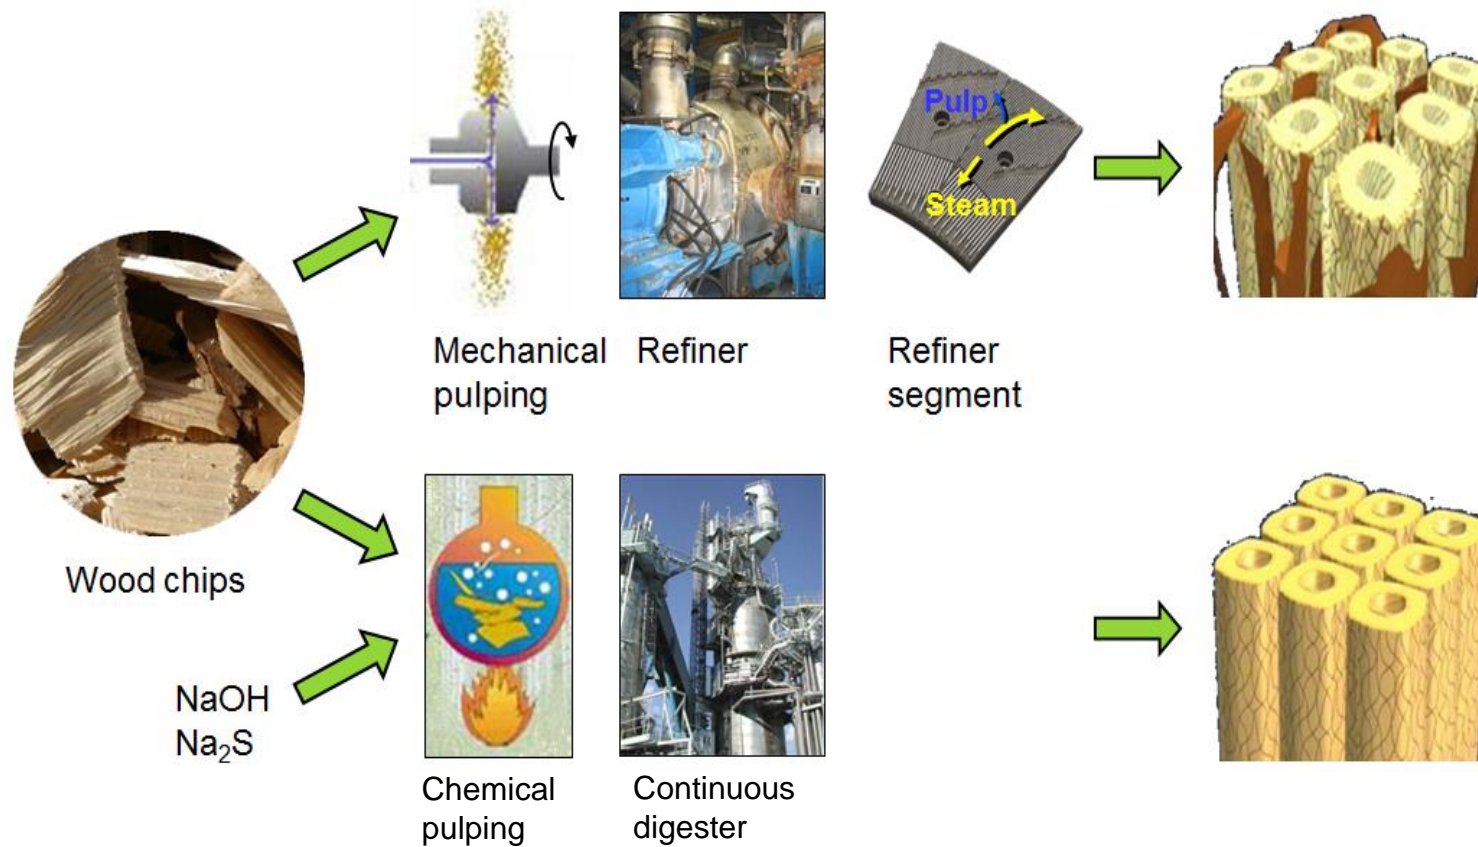 Pulp
Steam
Mechanical
pulping
Refiner
Refiner
segment
Wood chips
NaOH
Na₂S
Chemical
pulping
Continuous
digester